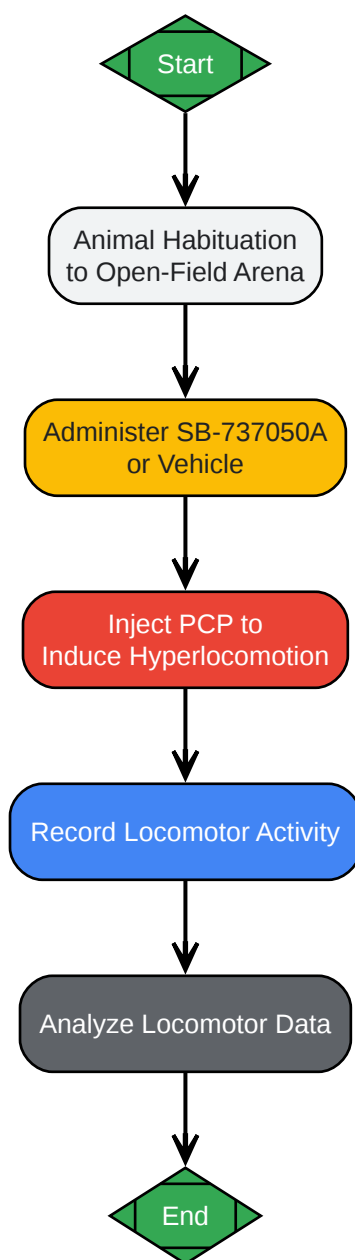 Start
Animal Habituation
to Open-Field Arena
Administer SB-737050A
or Vehicle
Inject PCP to
Induce Hyperlocomotion
Record Locomotor Activity
Analyze Locomotor Data
End